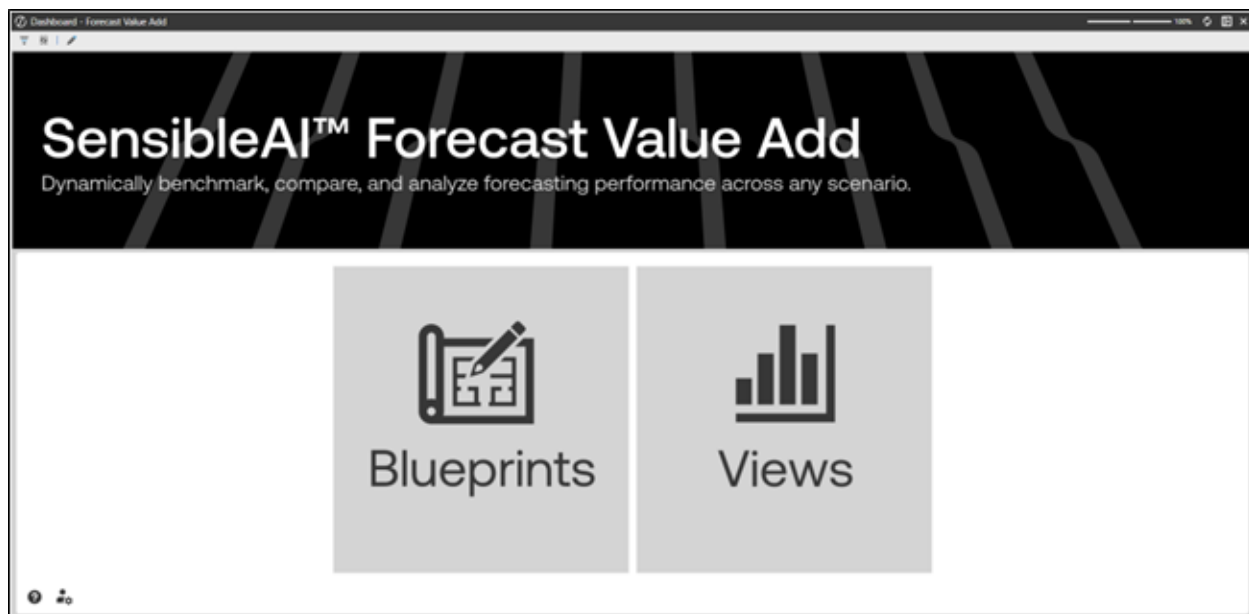 Dashboard - Forecast Value Add
100%
SensibleAI™ Forecast Value Add
Dynamically benchmark, compare, and analyze forecasting performance across any scenario.
Blueprints
Views